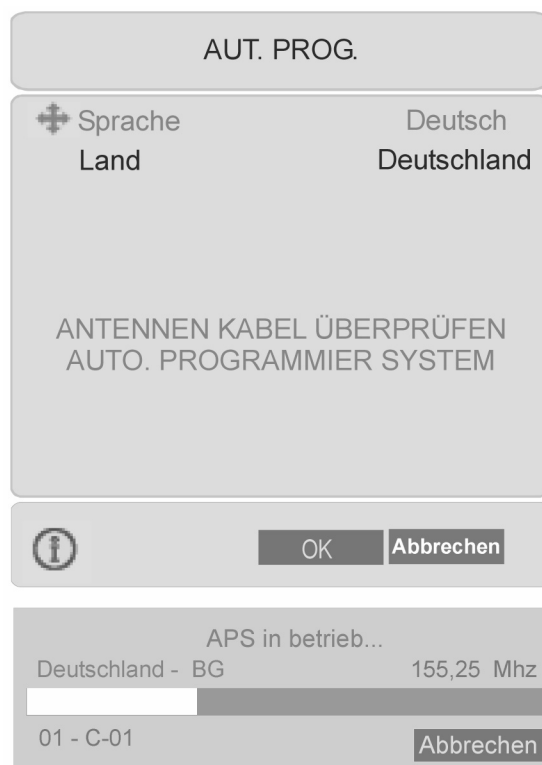 AUT. PROG.
Sprache Deutsch
Land Deutschland
ANTENNEN KABEL ÜBERPRÜFEN
AUTO. PROGRAMMIER SYSTEM
OK Abbrechen
APS in betrieb...
Deutschland - BG 155,25 Mhz
01 - C-01 Abbrechen